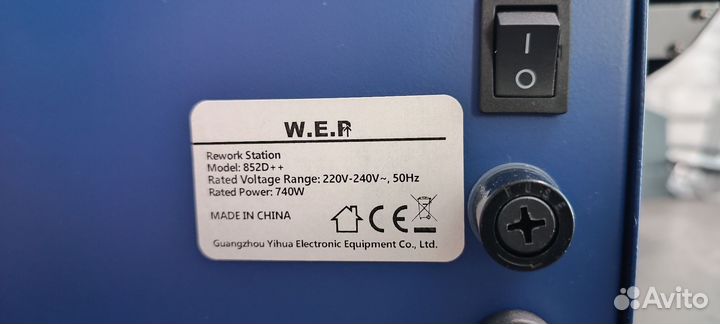 W.E.P
Rework Station
Model: 852D++
Rated Voltage Range: 220V-240V~, 50Hz
Rated Power: 740W
MADE IN CHINA
CE
Guangzhou Yihua Electronic Equipment Co., Ltd.
FUSE
Avito